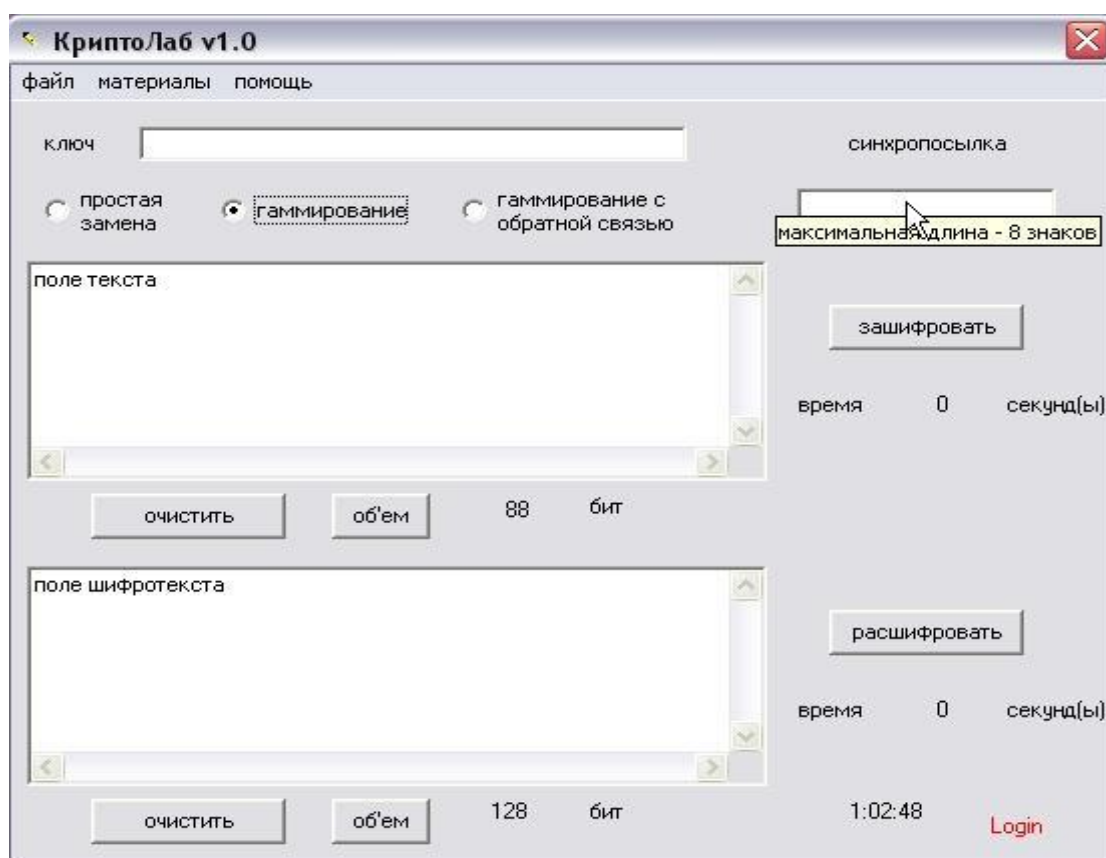 КриптоЛаб v1.0
файл материалы помощь
ключ
синхропосылка
простая
замена
гаммирование
гаммирование с
обратной связью
максимальная длина - 8 знаков
поле текста
зашифровать
время 0 секунд(ы)
очистить об'ем 88 бит
поле шифротекста
расшифровать
время 0 секунд(ы)
очистить об'ем 128 бит
1:02:48
Login